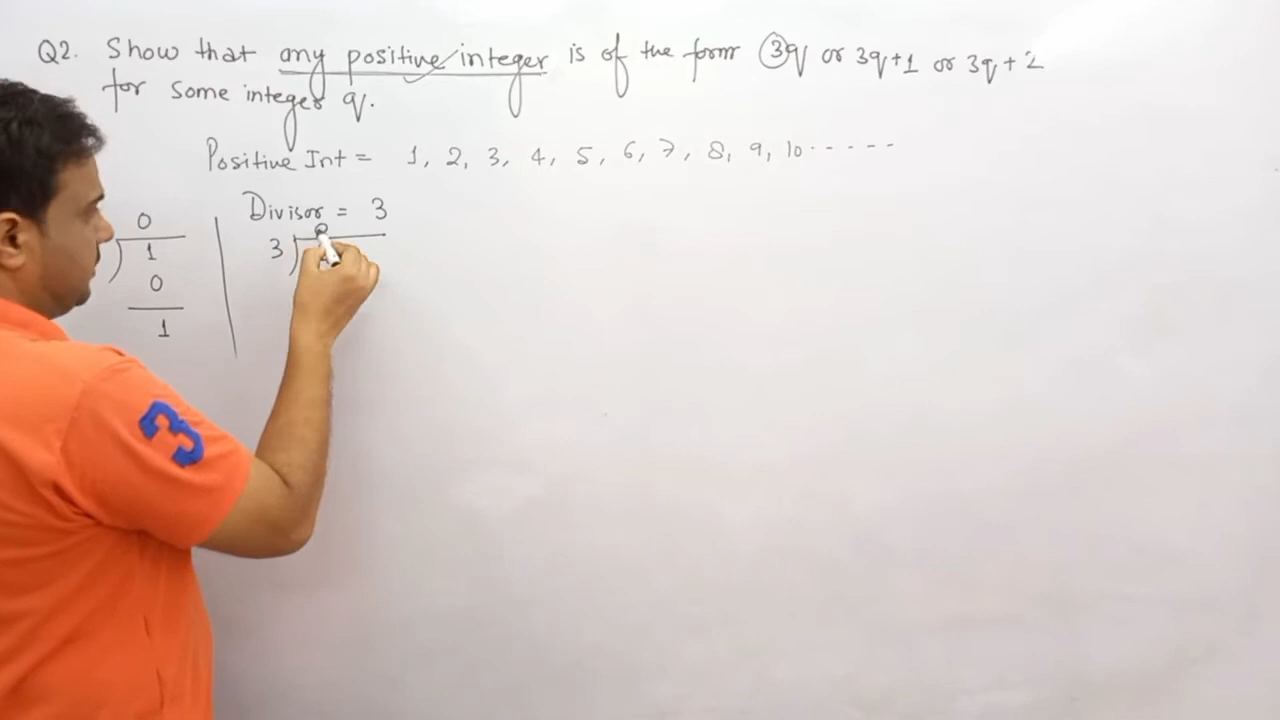 Q2. Show that any positive integer is of the form 3q or 3q+1 or 3q+2
for some integer q.
Positive Int = 1, 2, 3, 4, 5, 6, 7, 8, 9, 10.....
Divisor = 3
0
) 1
0
1
3 )
3